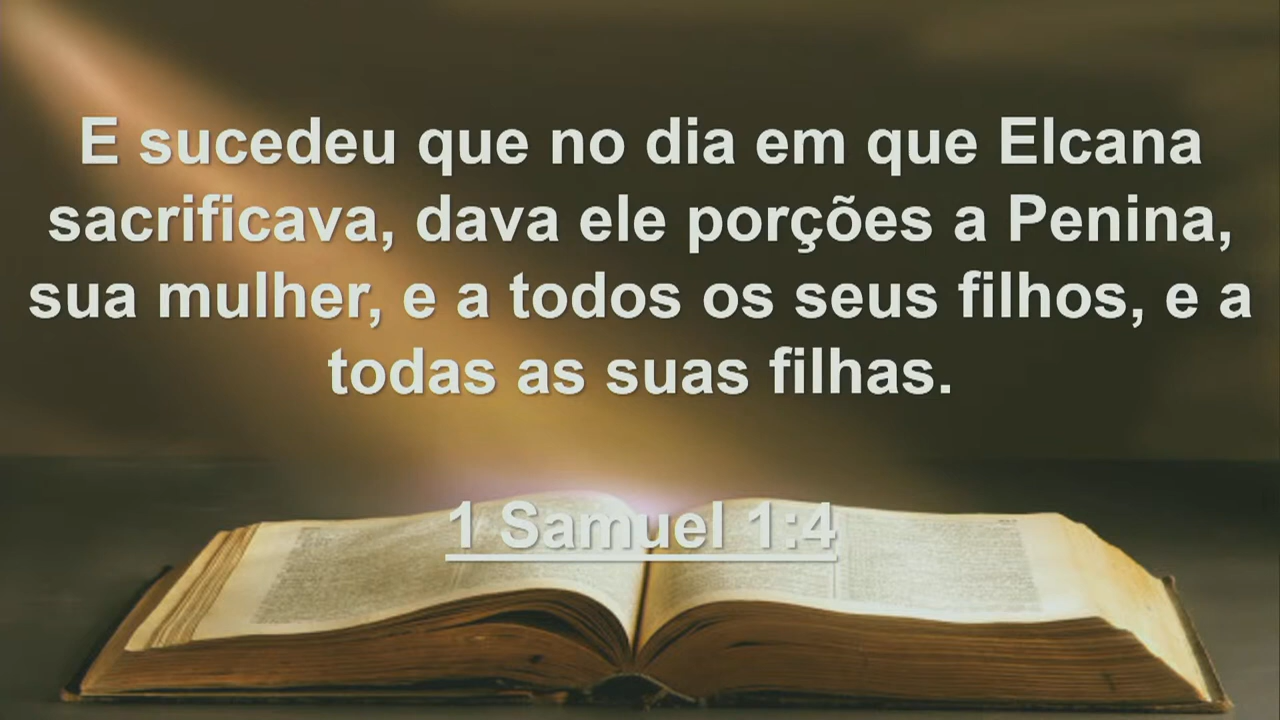 E sucedeu que no dia em que Elcana
sacrificava, dava ele porções a Penina,
sua mulher, e a todos os seus filhos, e a
todas as suas filhas.
1 Samuel 1:4